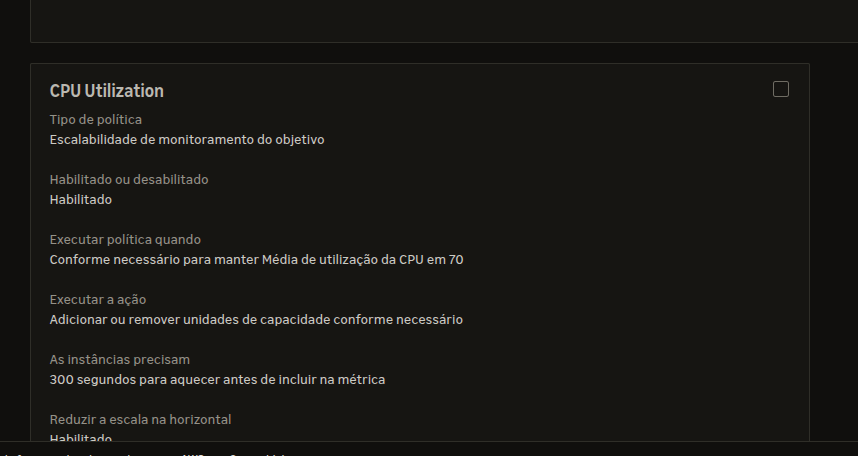 CPU Utilization
Tipo de política
Escalabilidade de monitoramento do objetivo
Habilitado ou desabilitado
Habilitado
Executar política quando
Conforme necessário para manter Média de utilização da CPU em 70
Executar a ação
Adicionar ou remover unidades de capacidade conforme necessário
As instâncias precisam
300 segundos para aquecer antes de incluir na métrica
Reduzir a escala na horizontal
Habilitado